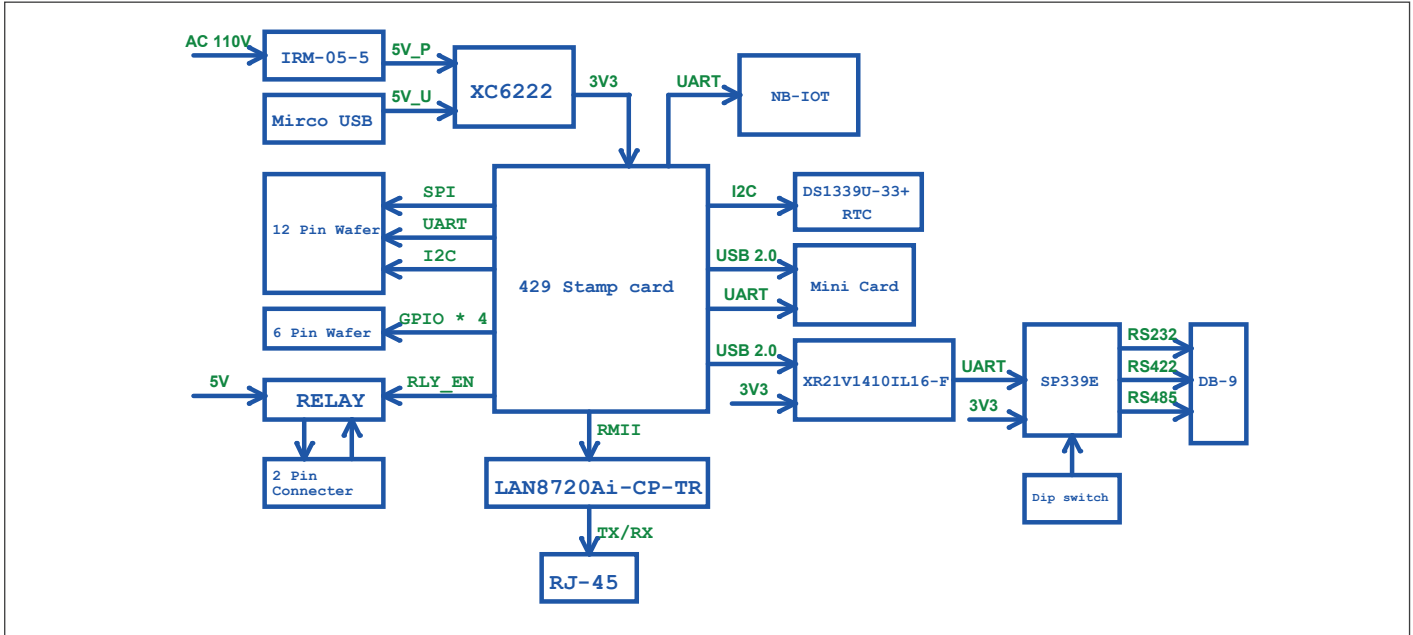 AC 110V
IRM-05-5
5V_P
XC6222
3V3
UART
NB-IOT
Mirco USB
5V_U
12 Pin Wafer
SPI
UART
I2C
429 Stamp card
I2C
DS1339U-33+
RTC
USB 2.0
UART
Mini Card
6 Pin Wafer
GPIO * 4
USB 2.0
3V3
XR21V1410IL16-F
UART
3V3
SP339E
RS232
RS422
RS485
DB-9
5V
RELAY
RLY_EN
2 Pin
Connecter
RMII
LAN8720Ai-CP-TR
TX/RX
RJ-45
Dip switch